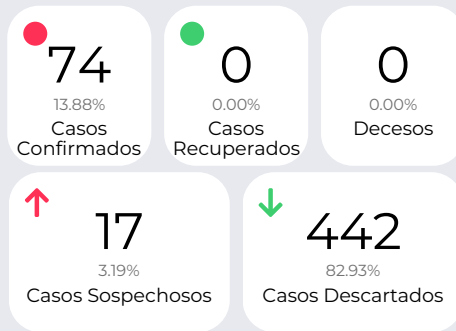 74
13.88%
Casos
Confirmados
0
0.00%
Casos
Recuperados
0
0.00%
Decesos
17
3.19%
Casos Sospechosos
442
82.93%
Casos Descartados